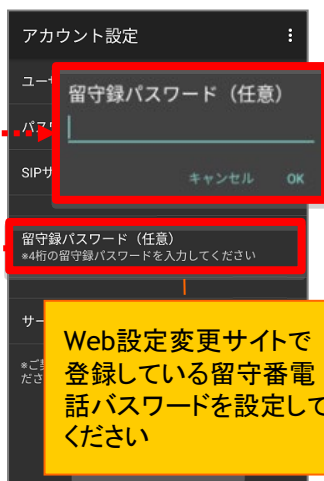 アカウント設定
ユー
留守録パスワード（任意）
パスワ
SIPサ
キャンセル OK
留守録パスワード（任意）
※4桁の留守録パスワードを入力してください
サー
Web設定変更サイトで
登録している留守番電
話バスワードを設定して
ください
※ご
ださ